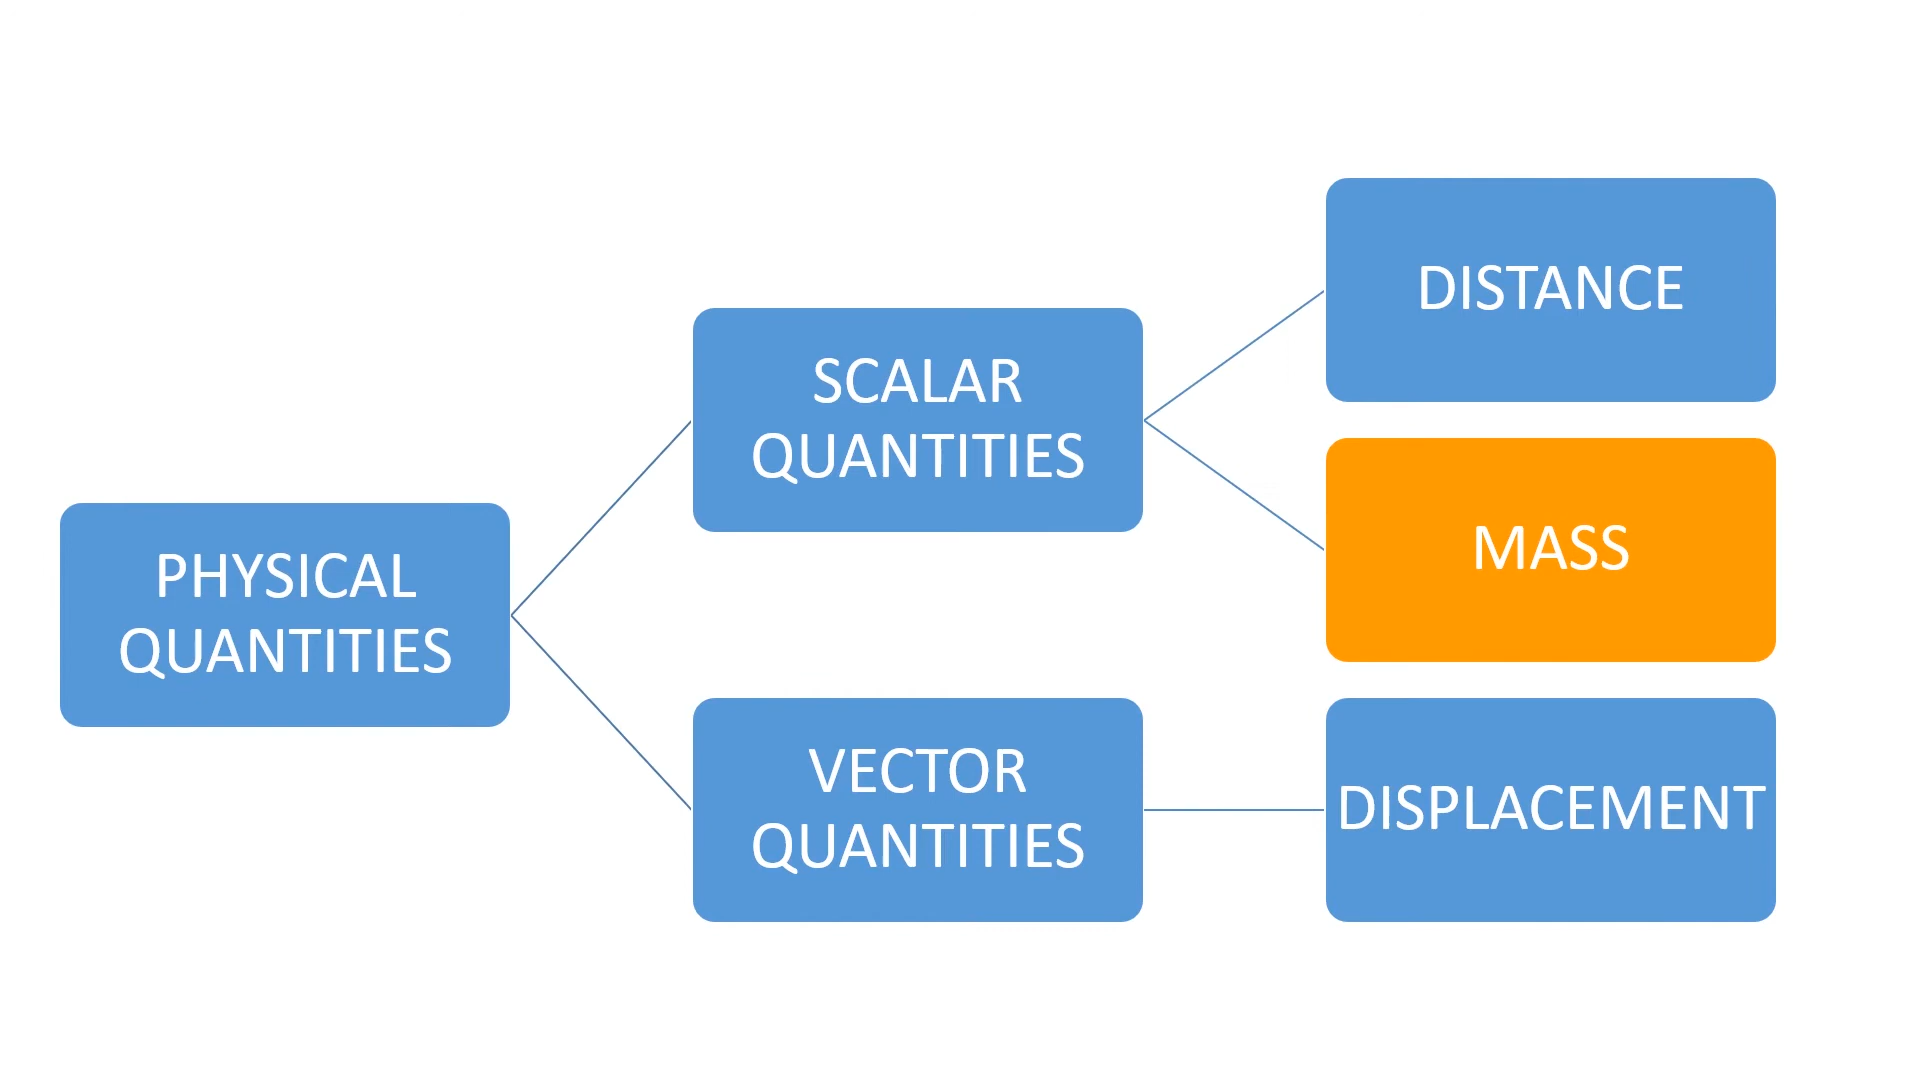 PHYSICAL
QUANTITIES
SCALAR
QUANTITIES
DISTANCE
MASS
VECTOR
QUANTITIES
DISPLACEMENT